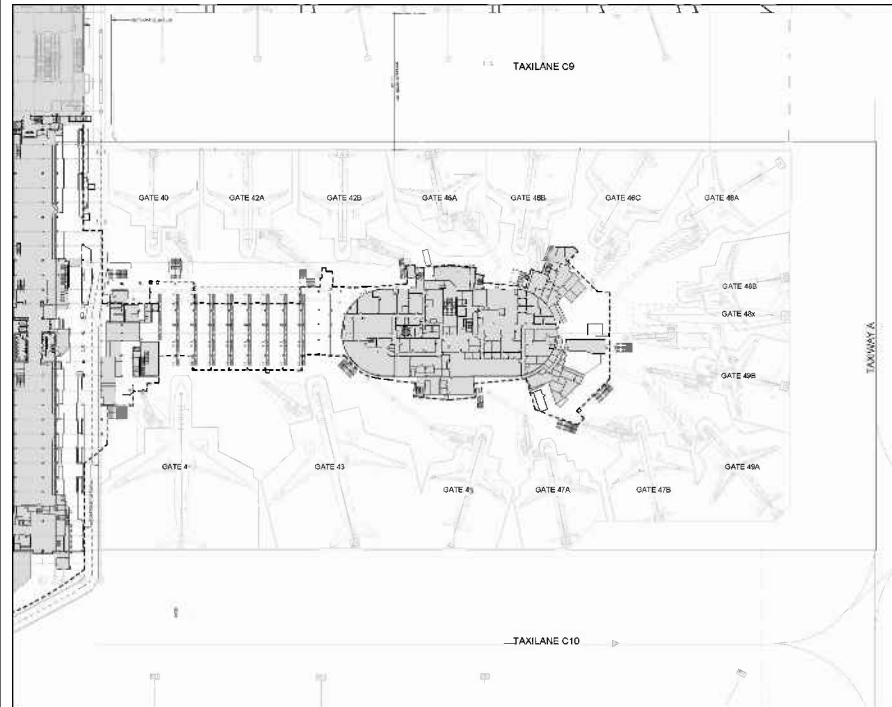 TAXILANE C9
GATE 40
GATE 42A
GATE 42B
GATE 46B
GATE 46C
GATE 48A
GATE 48B
GATE 48x
TAXIWAY A
GATE 49B
GATE 43
GATE 47A
GATE 47B
GATE 49A
TAXILANE C10